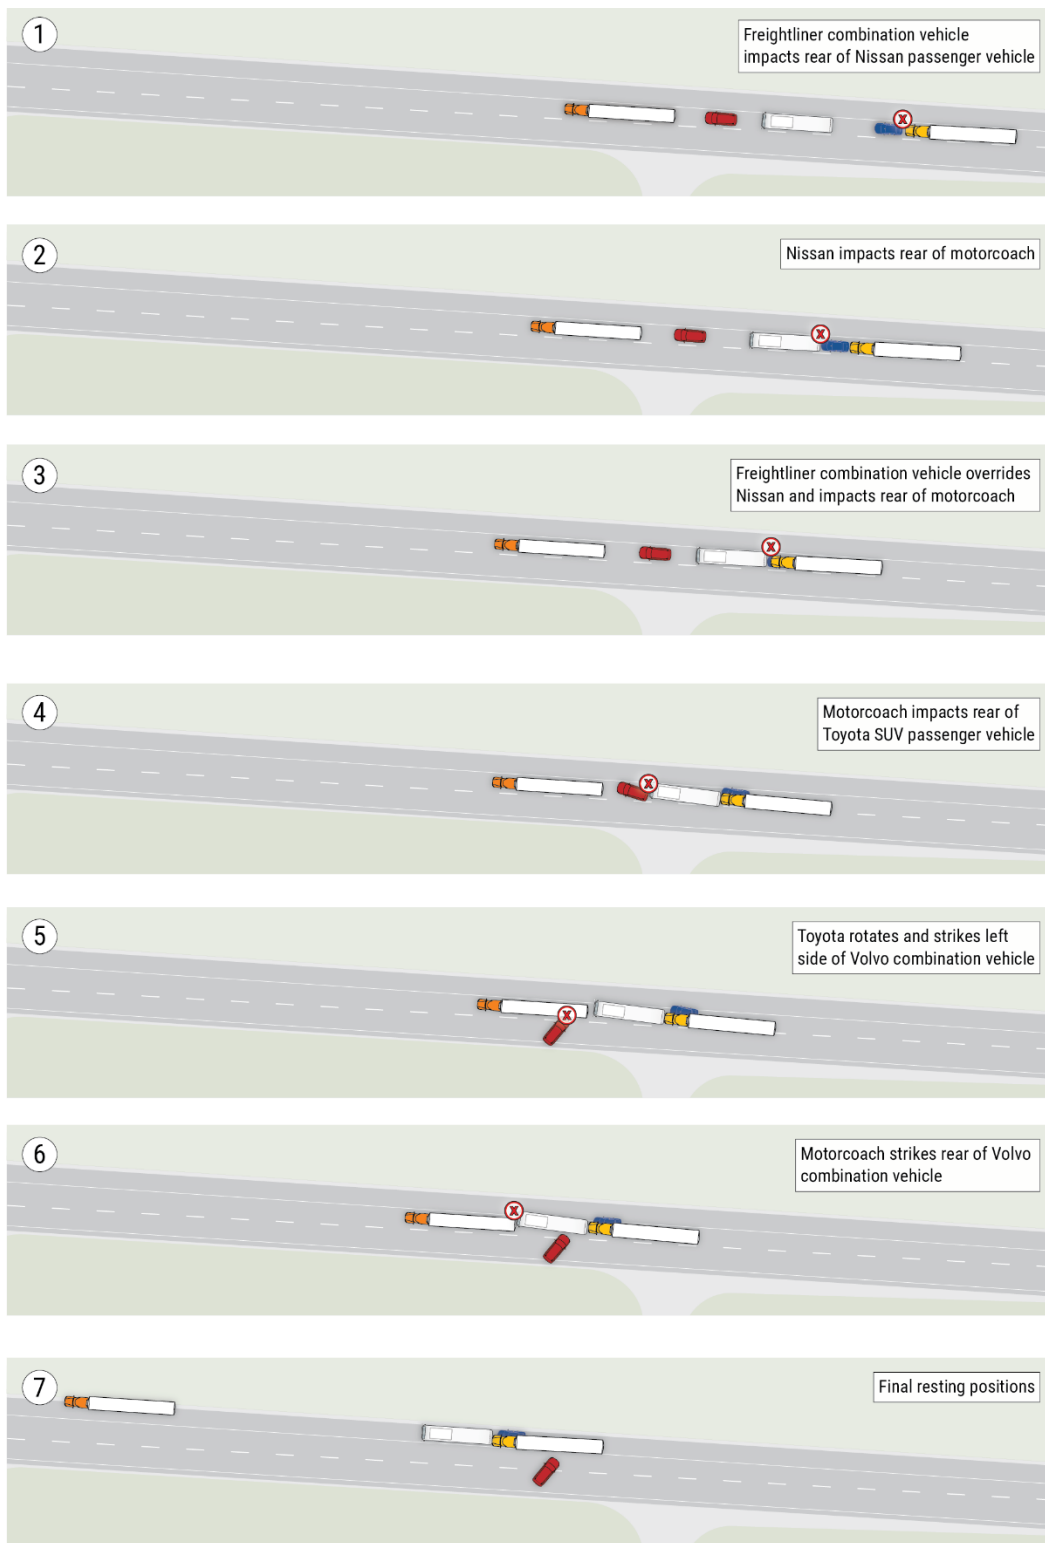 1
Freightliner combination vehicle
impacts rear of Nissan passenger vehicle
X
2
Nissan impacts rear of motorcoach
X
3
Freightliner combination vehicle overrides
Nissan and impacts rear of motorcoach
X
4
Motorcoach impacts rear of
Toyota SUV passenger vehicle
X
5
Toyota rotates and strikes left
side of Volvo combination vehicle
X
6
Motorcoach strikes rear of Volvo
combination vehicle
X
7
Final resting positions